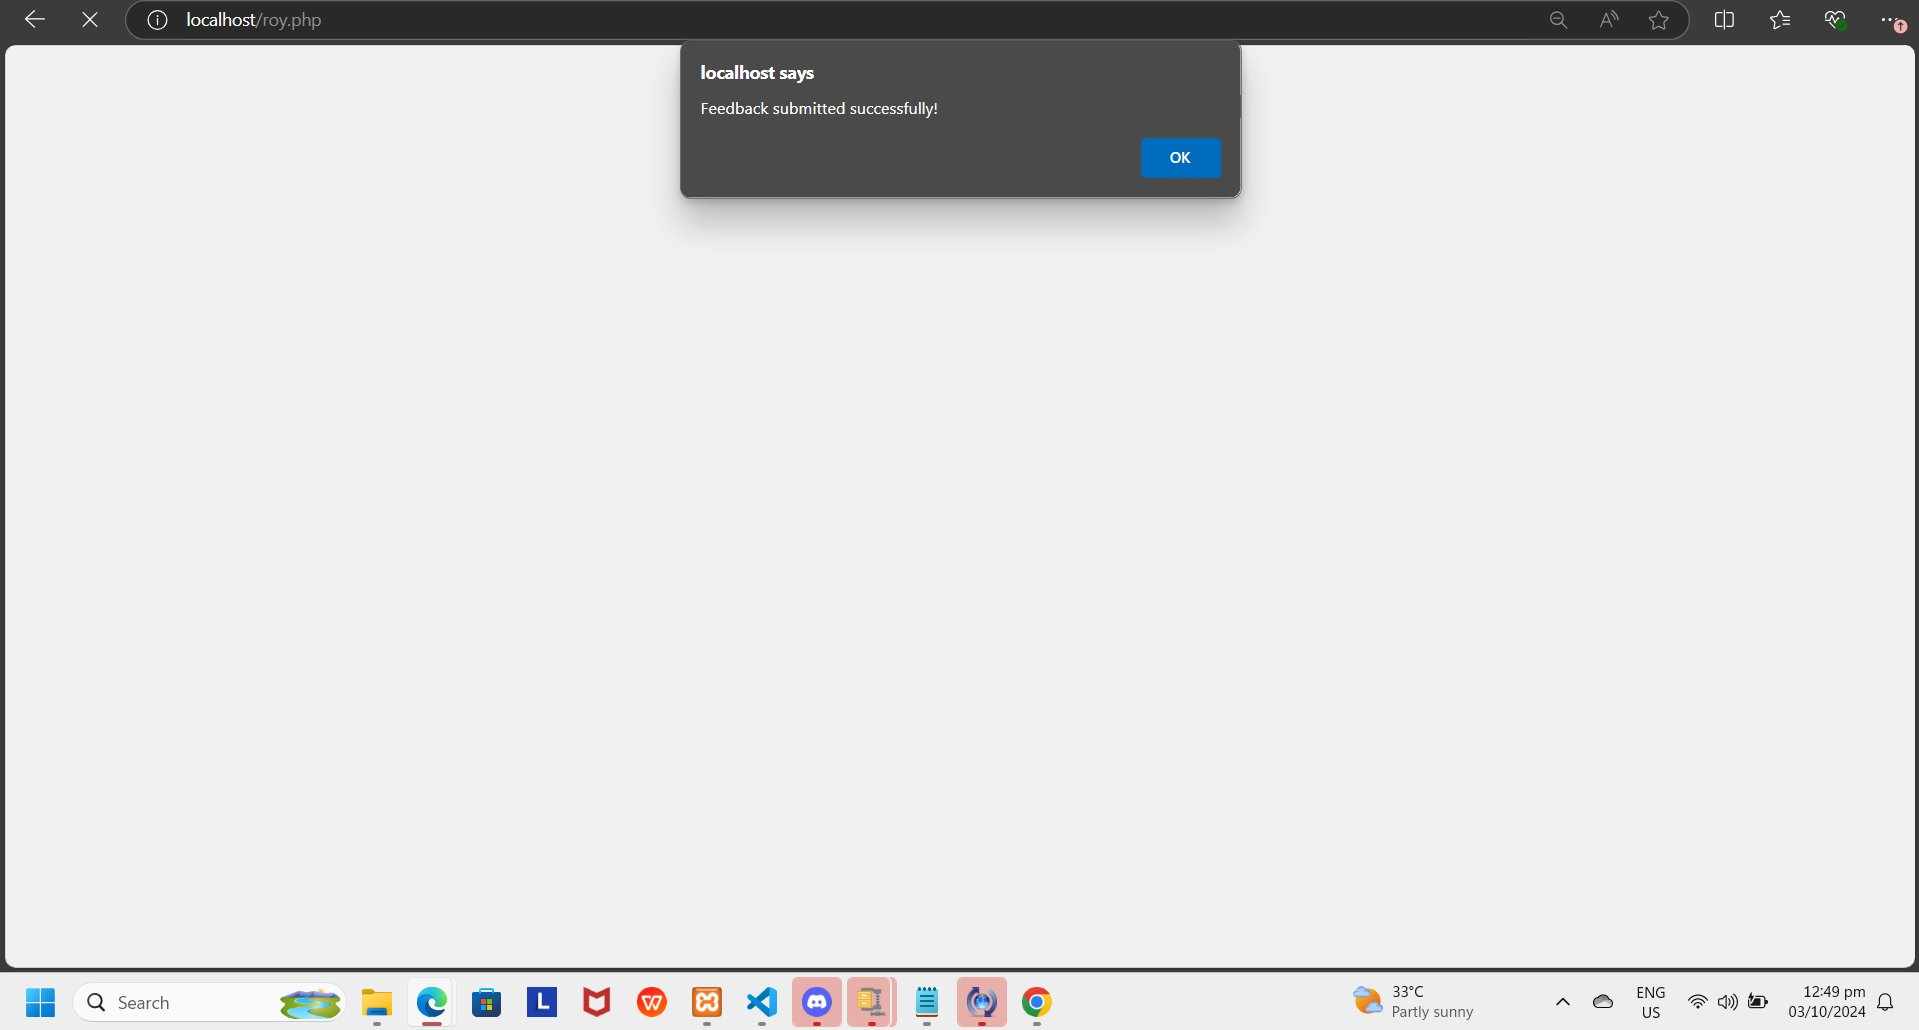 localhost/roy.php
localhost says
Feedback submitted successfully!
OK
Search
L
33°C
Partly sunny
ENG
US
12:49 pm
03/10/2024